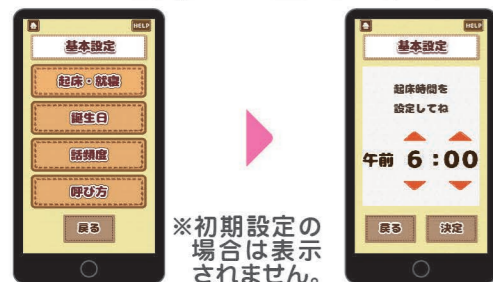 HELP
基本設定
起床・就寝
誕生日
話頻度
呼び方
戻る
※初期設定の
場合は表示
されません。
HELP
基本設定
起床時間を
設定してね
午前 6:00
戻る 決定